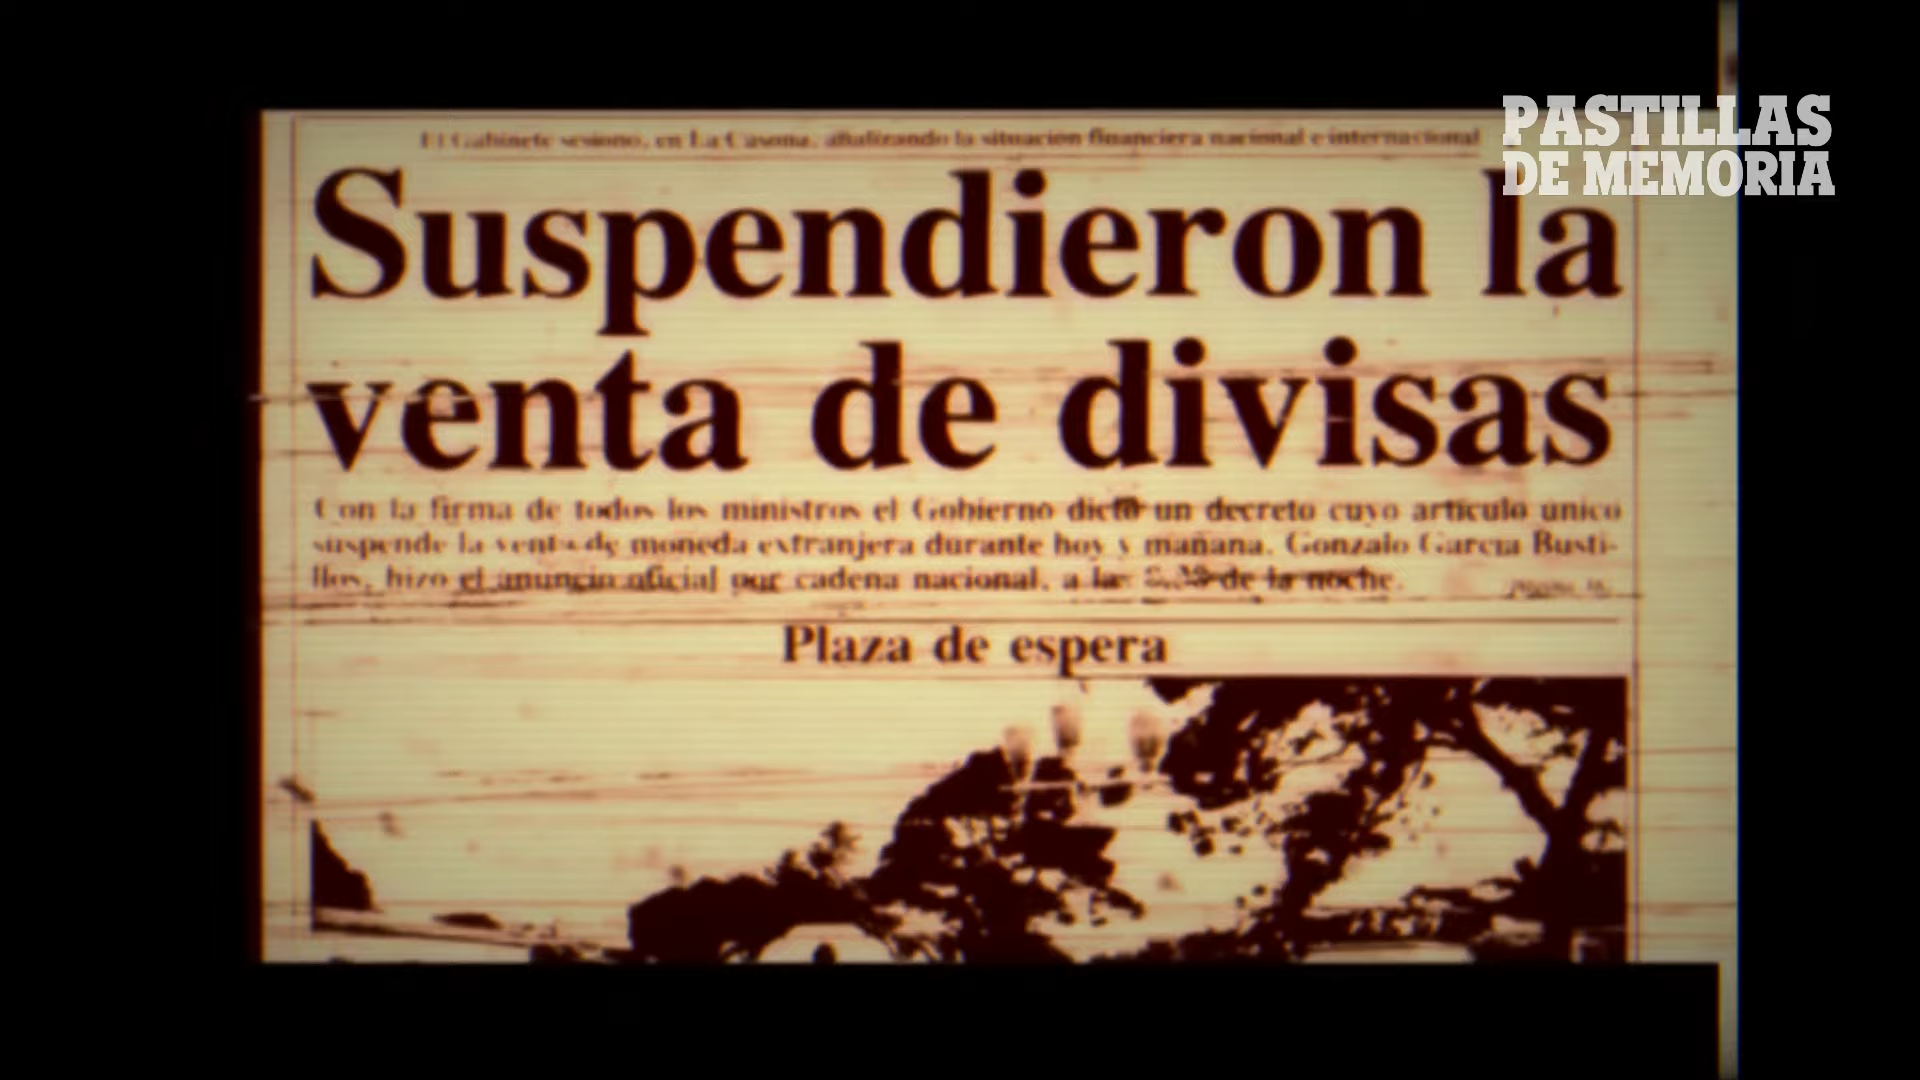 PASTILLAS
DE MEMORIA
El Gabinete sesionó, en La Casona, analizando la situación financiera nacional e internacional
Suspendieron la
venta de divisas
Con la firma de todos los ministros el Gobierno dictó un decreto cuyo artículo único
suspende la venta de moneda extranjera durante hoy y mañana. Gonzalo García Busti-
llos, hizo el anuncio oficial por cadena nacional, a las de la noche.
Plaza de espera